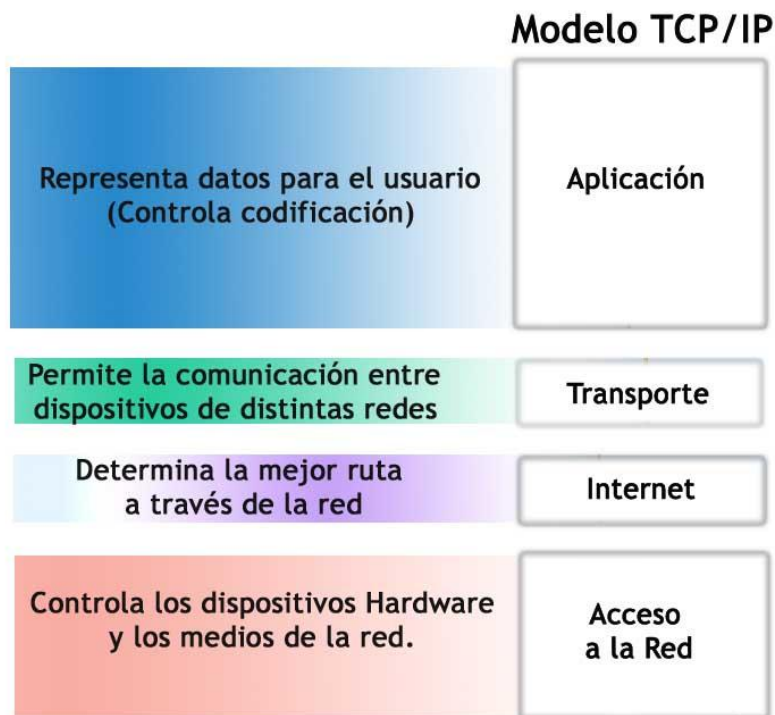 Modelo TCP/IP
Representa datos para el usuario
(Controla codificación)
Aplicación
Permite la comunicación entre
dispositivos de distintas redes
Transporte
Determina la mejor ruta
a través de la red
Internet
Controla los dispositivos Hardware
y los medios de la red.
Acceso
a la Red